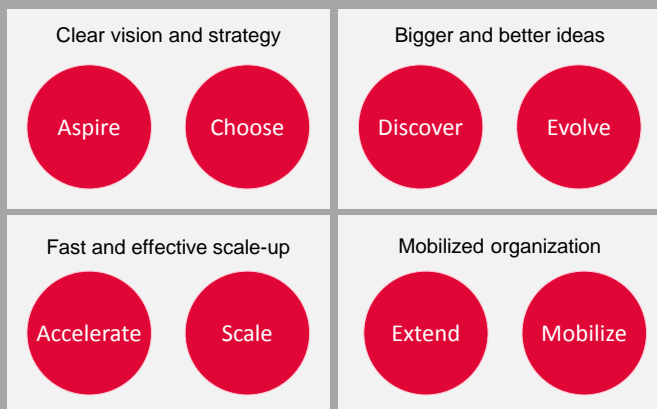 Clear vision and strategy
Aspire
Choose
Bigger and better ideas
Discover
Evolve
Fast and effective scale-up
Accelerate
Scale
Mobilized organization
Extend
Mobilize